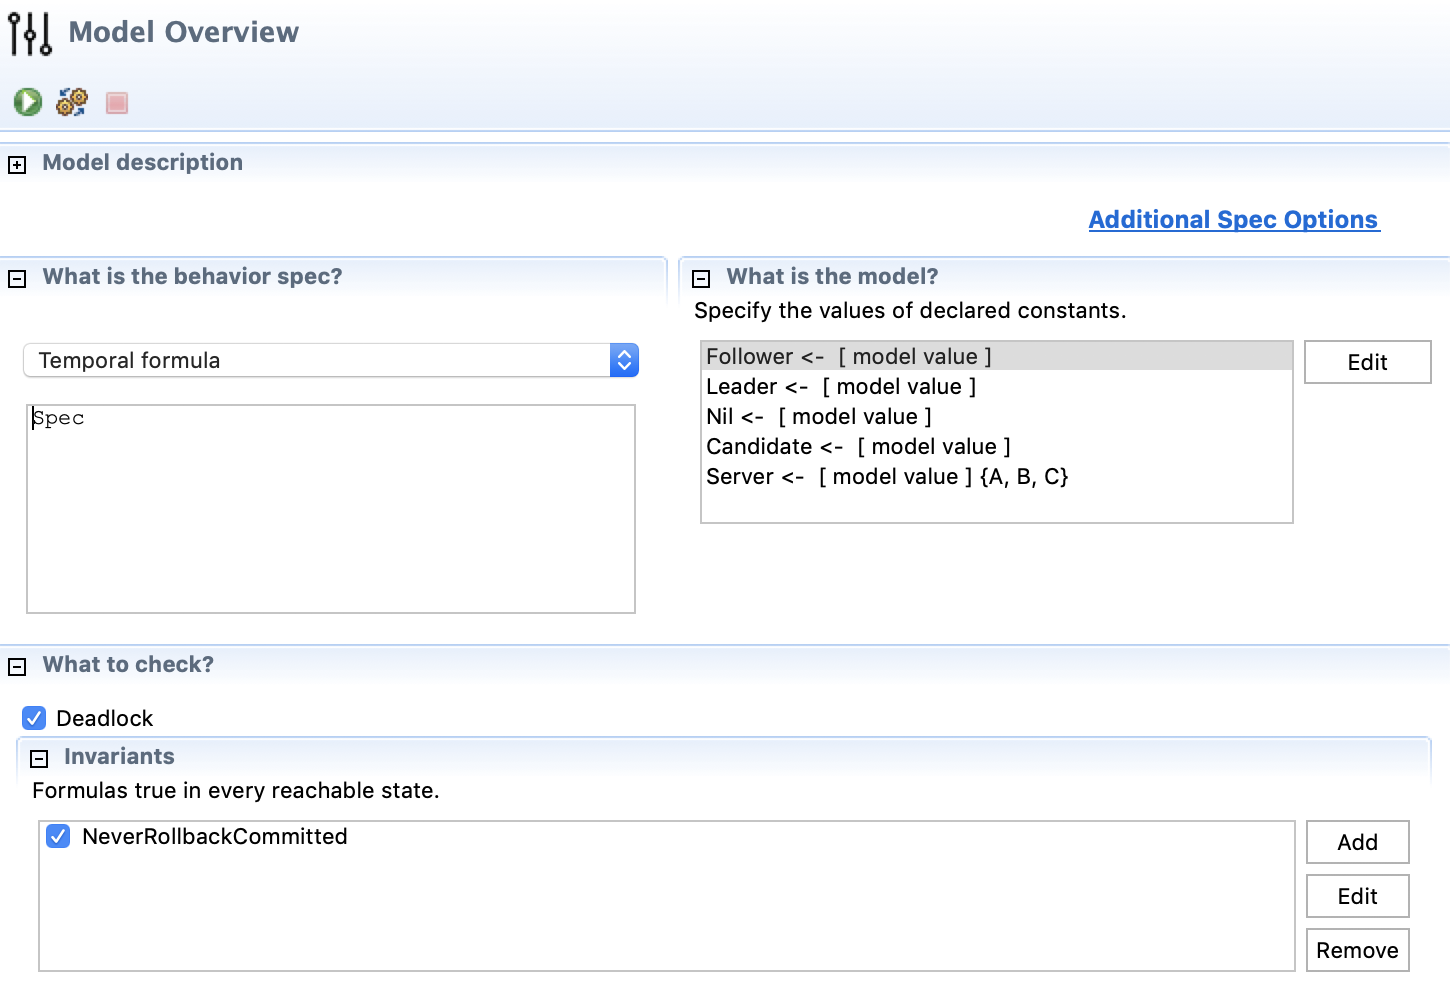 Model Overview
Model description
Additional Spec Options
What is the behavior spec?
Temporal formula
Spec
What is the model?
Specify the values of declared constants.
Follower <- [ model value ]
Leader <- [ model value ]
Nil <- [ model value ]
Candidate <- [ model value ]
Server <- [ model value ] {A, B, C}
Edit
What to check?
Deadlock
Invariants
Formulas true in every reachable state.
NeverRollbackCommitted
Add
Edit
Remove